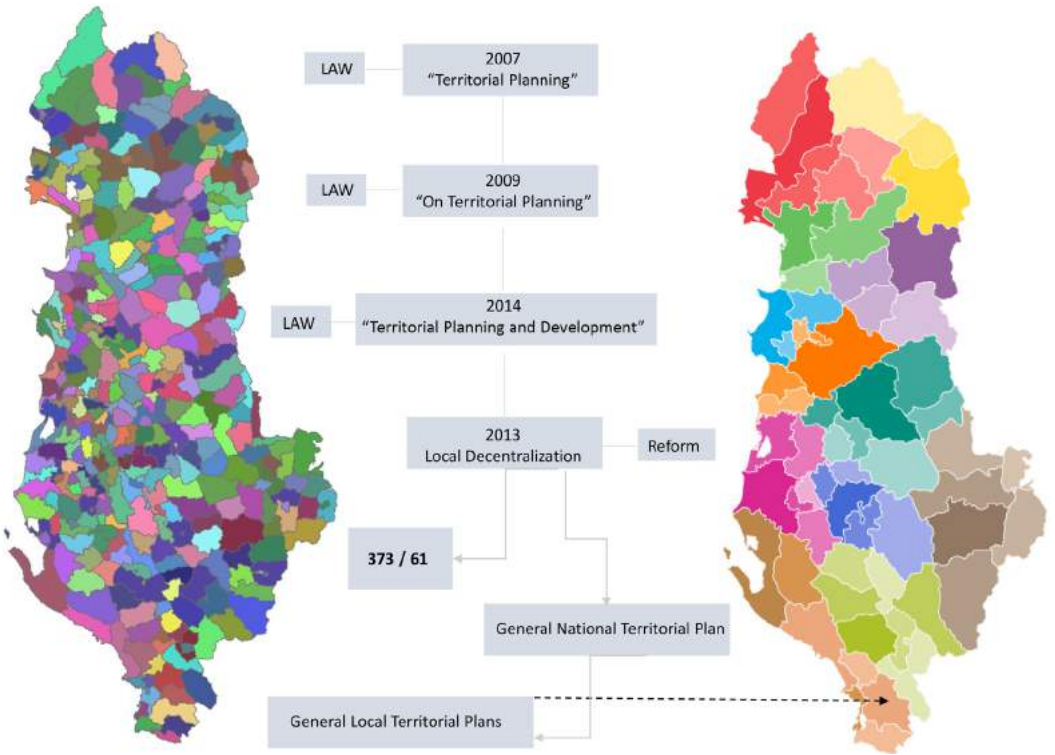 LAW
2007
“Territorial Planning”
LAW
2009
“On Territorial Planning”
LAW
2014
“Territorial Planning and Development”
2013
Local Decentralization
Reform
373 / 61
General National Territorial Plan
General Local Territorial Plans